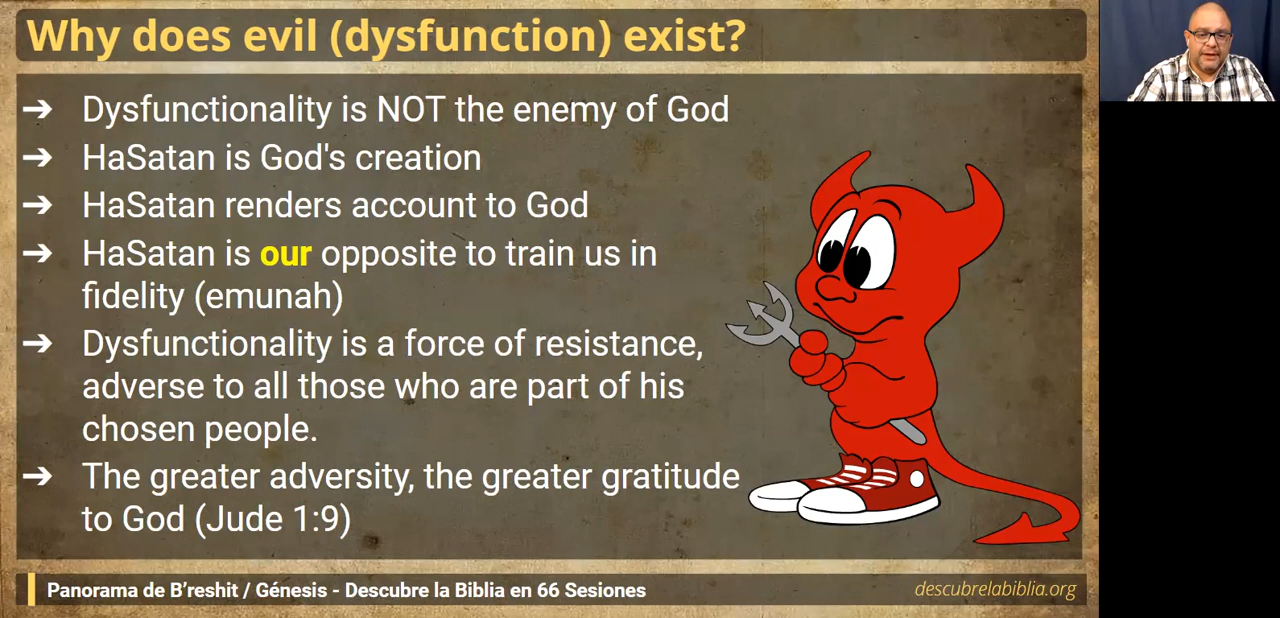 Why does evil (dysfunction) exist?
➔ Dysfunctionality is NOT the enemy of God
➔ HaSatan is God's creation
➔ HaSatan renders account to God
➔ HaSatan is our opposite to train us in
fidelity (emunah)
➔ Dysfunctionality is a force of resistance,
adverse to all those who are part of his
chosen people.
➔ The greater adversity, the greater gratitude
to God (Jude 1:9)
Panorama de B’reshit / Génesis - Descubre la Biblia en 66 Sesiones
descubrelabiblia.org